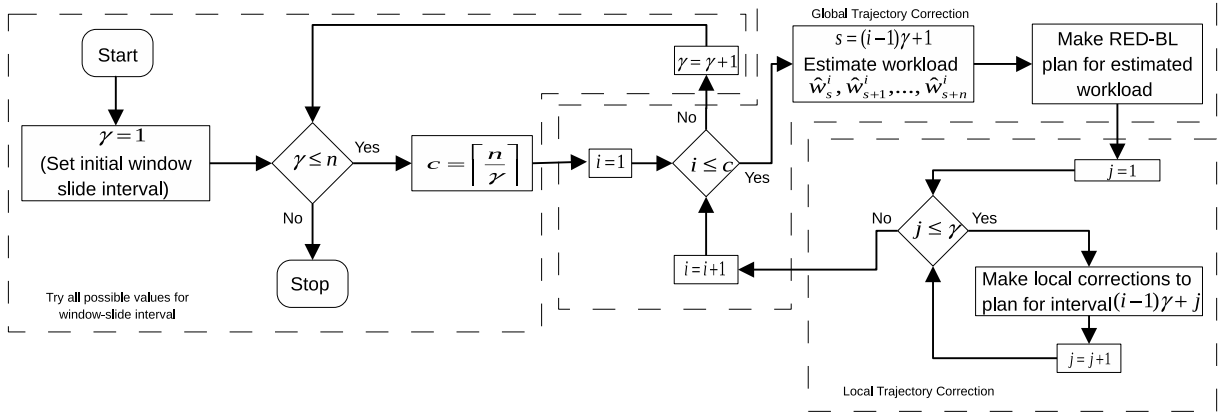 Start
γ=1
(Set initial window
slide interval)
γ≤n
Yes
No
Stop
Try all possible values for
window-slide interval
c=⌈n/γ⌉
γ=γ+1
i=1
No
i≤c
Yes
i=i+1
Global Trajectory Correction
s=(i−1)γ+1
Estimate workload
ŵ_s^i, ŵ_{s+1}^i,..., ŵ_{s+n}^i
Make RED-BL
plan for estimated
workload
j=1
No
j≤γ
Yes
Make local corrections to
plan for interval(i−1)γ+j
j=j+1
Local Trajectory Correction